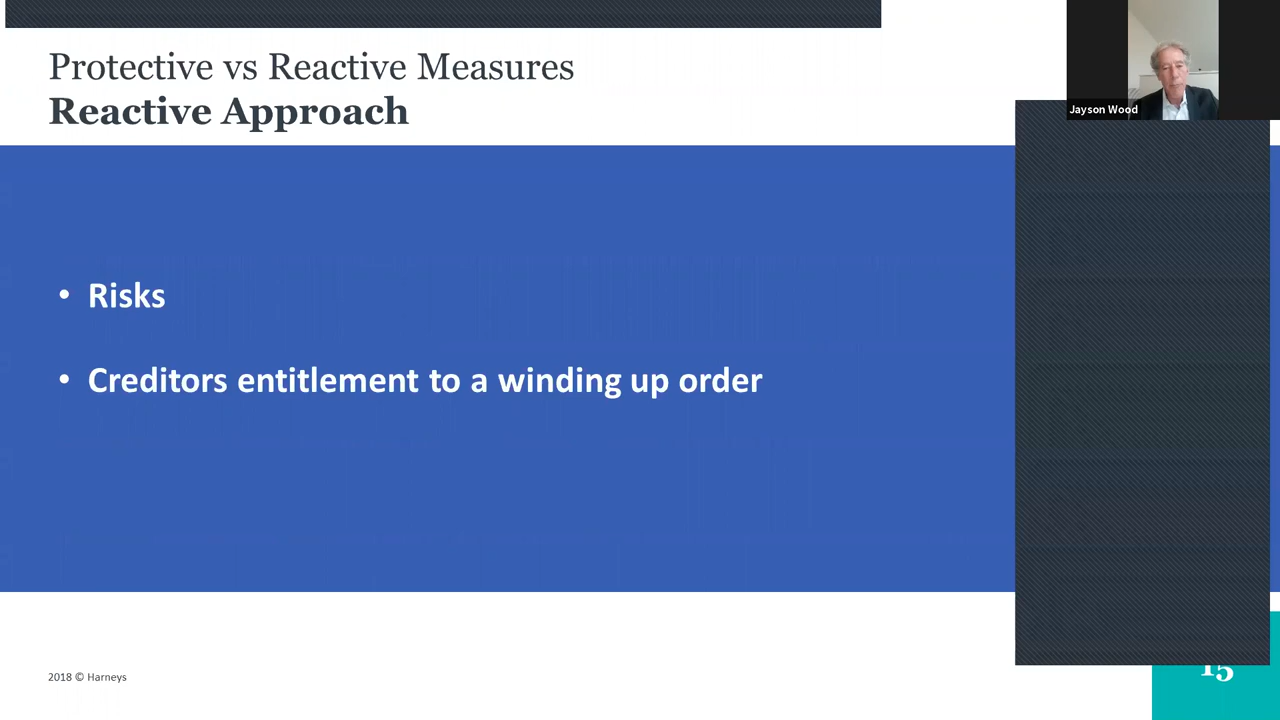 Protective vs Reactive Measures
Reactive Approach
Jayson Wood
• Risks
• Creditors entitlement to a winding up order
2018 © Harneys
15